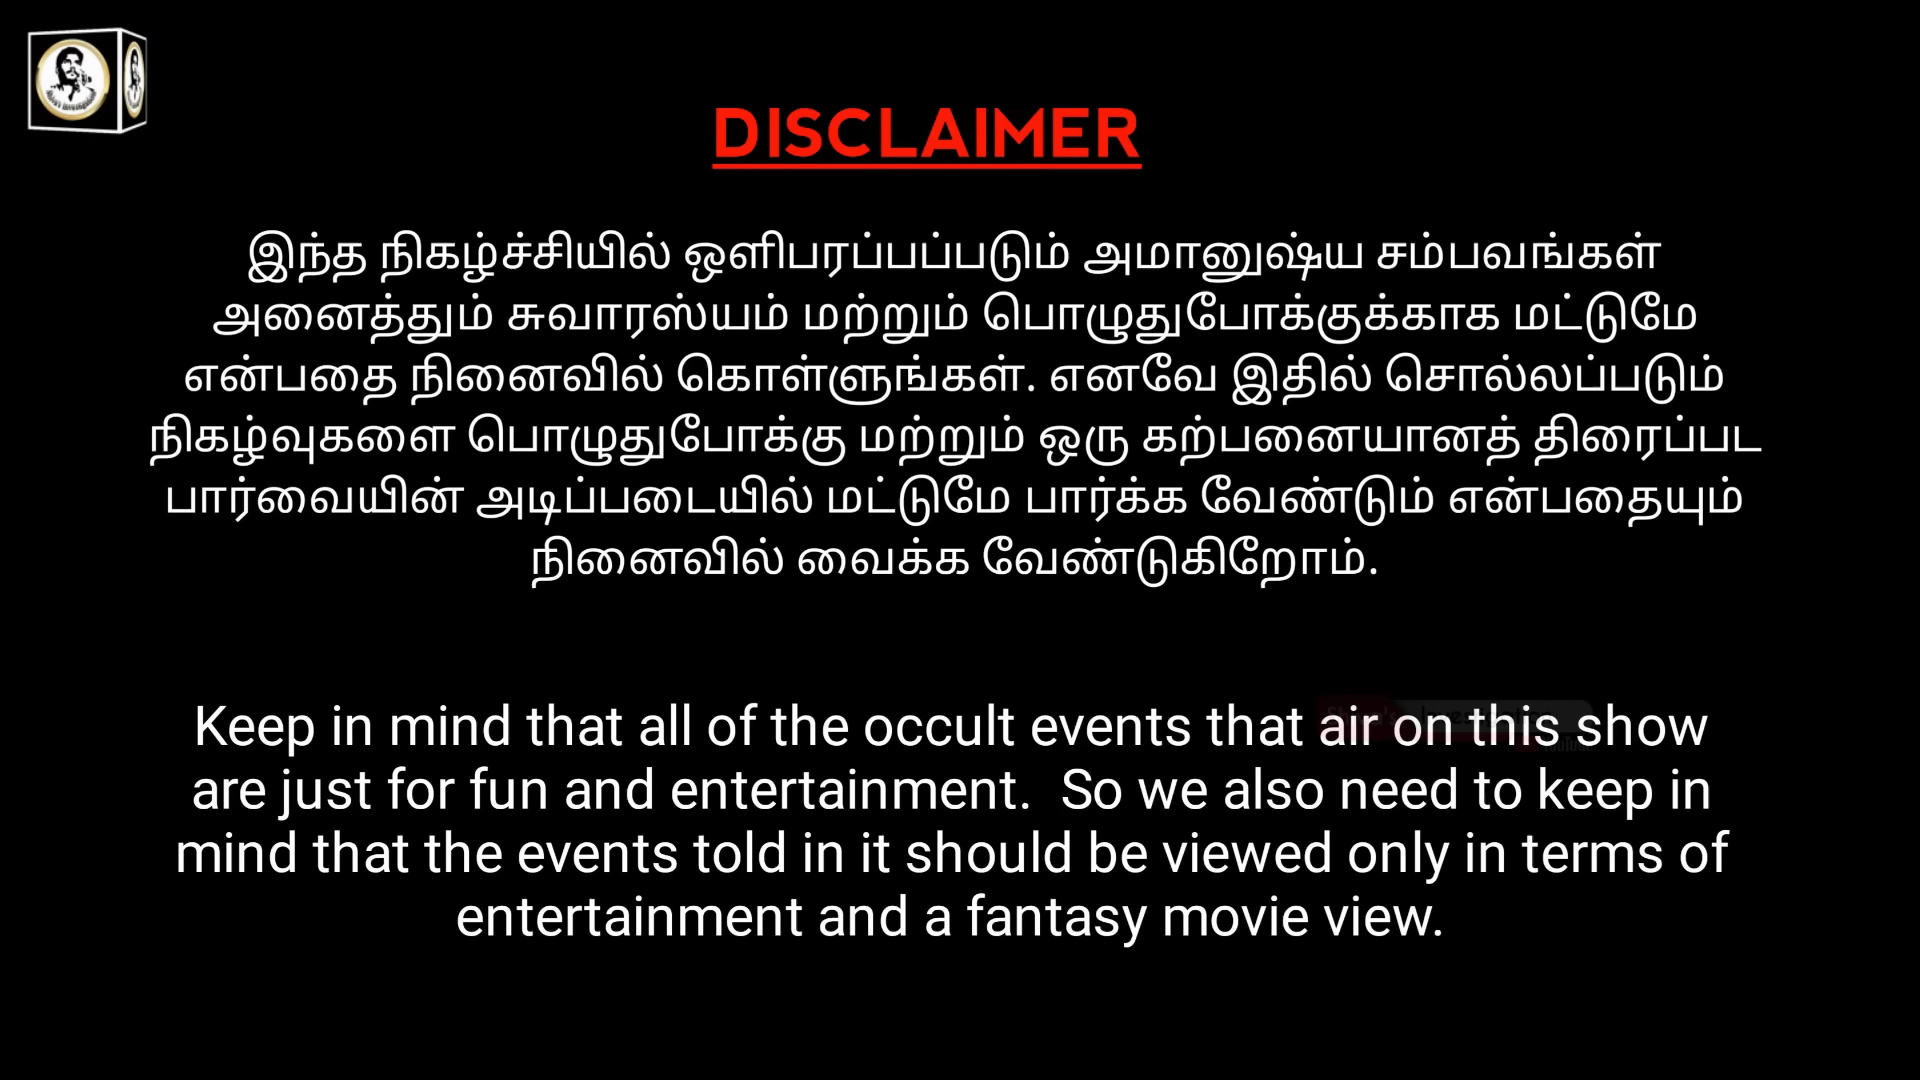 DISCLAIMER
இந்த நிகழ்ச்சியில் ஒளிபரப்பப்படும் அமானுஷ்ய சம்பவங்கள்
அனைத்தும் சுவாரஸ்யம் மற்றும் பொழுதுபோக்குக்காக மட்டுமே
என்பதை நினைவில் கொள்ளுங்கள். எனவே இதில் சொல்லப்படும்
நிகழ்வுகளை பொழுதுபோக்கு மற்றும் ஒரு கற்பனையானத் திரைப்பட
பார்வையின் அடிப்படையில் மட்டுமே பார்க்க வேண்டும் என்பதையும்
நினைவில் வைக்க வேண்டுகிறோம்.
Keep in mind that all of the occult events that air on this show
are just for fun and entertainment.  So we also need to keep in
mind that the events told in it should be viewed only in terms of
entertainment and a fantasy movie view.